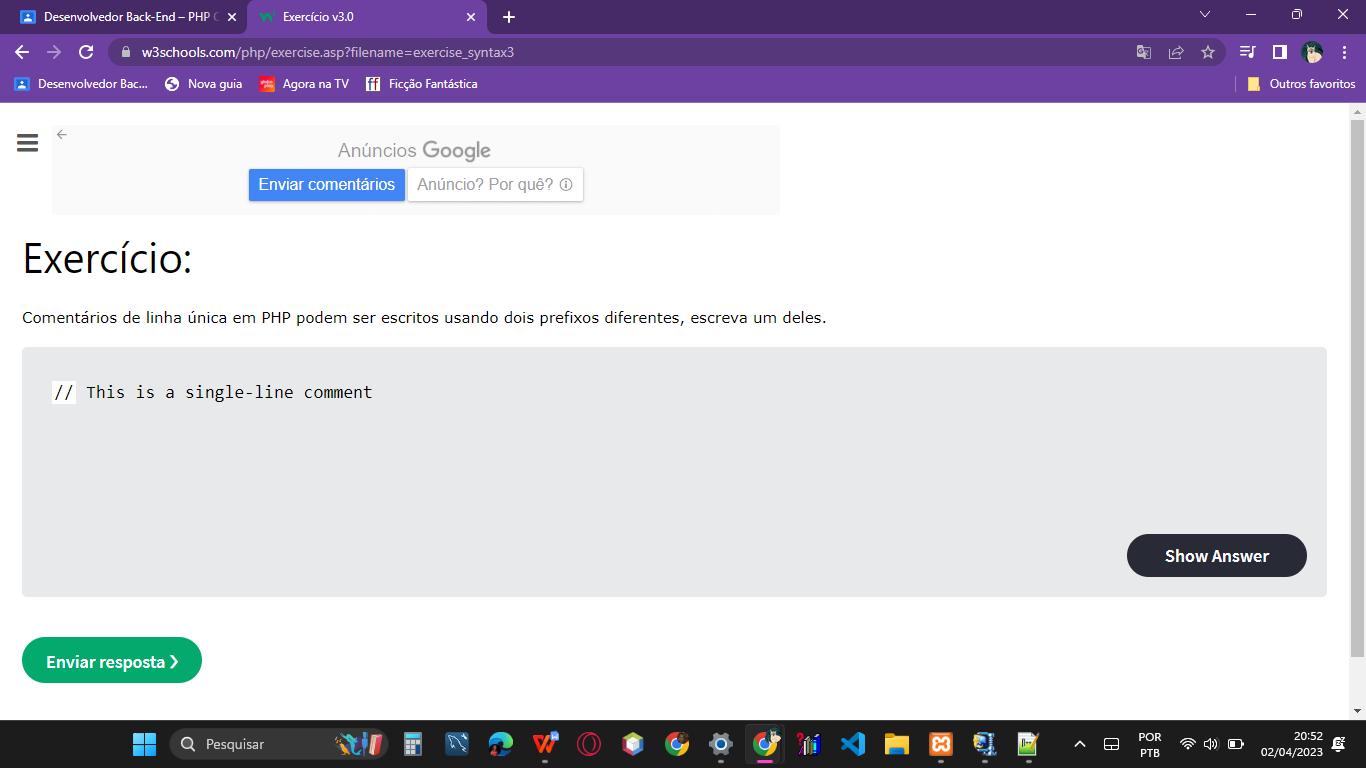 Desenvolvedor Back-End – PHP C
Exercício v3.0
w3schools.com/php/exercise.asp?filename=exercise_syntax3
Desenvolvedor Bac...
Nova guia
Agora na TV
ff
Ficção Fantástica
Outros favoritos
Anúncios Google
Enviar comentários
Anúncio? Por quê?
Exercício:
Comentários de linha única em PHP podem ser escritos usando dois prefixos diferentes, escreva um deles.
// This is a single-line comment
Show Answer
Enviar resposta ❯
Pesquisar
POR
PTB
20:52
02/04/2023